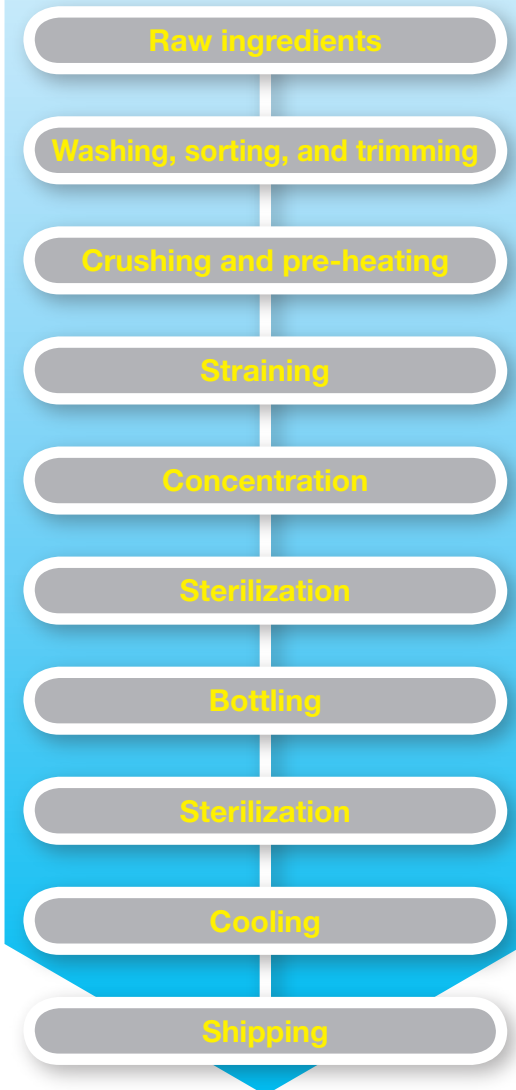 Raw ingredients
Washing, sorting, and trimming
Crushing and pre-heating
Straining
Concentration
Sterilization
Bottling
Sterilization
Cooling
Shipping